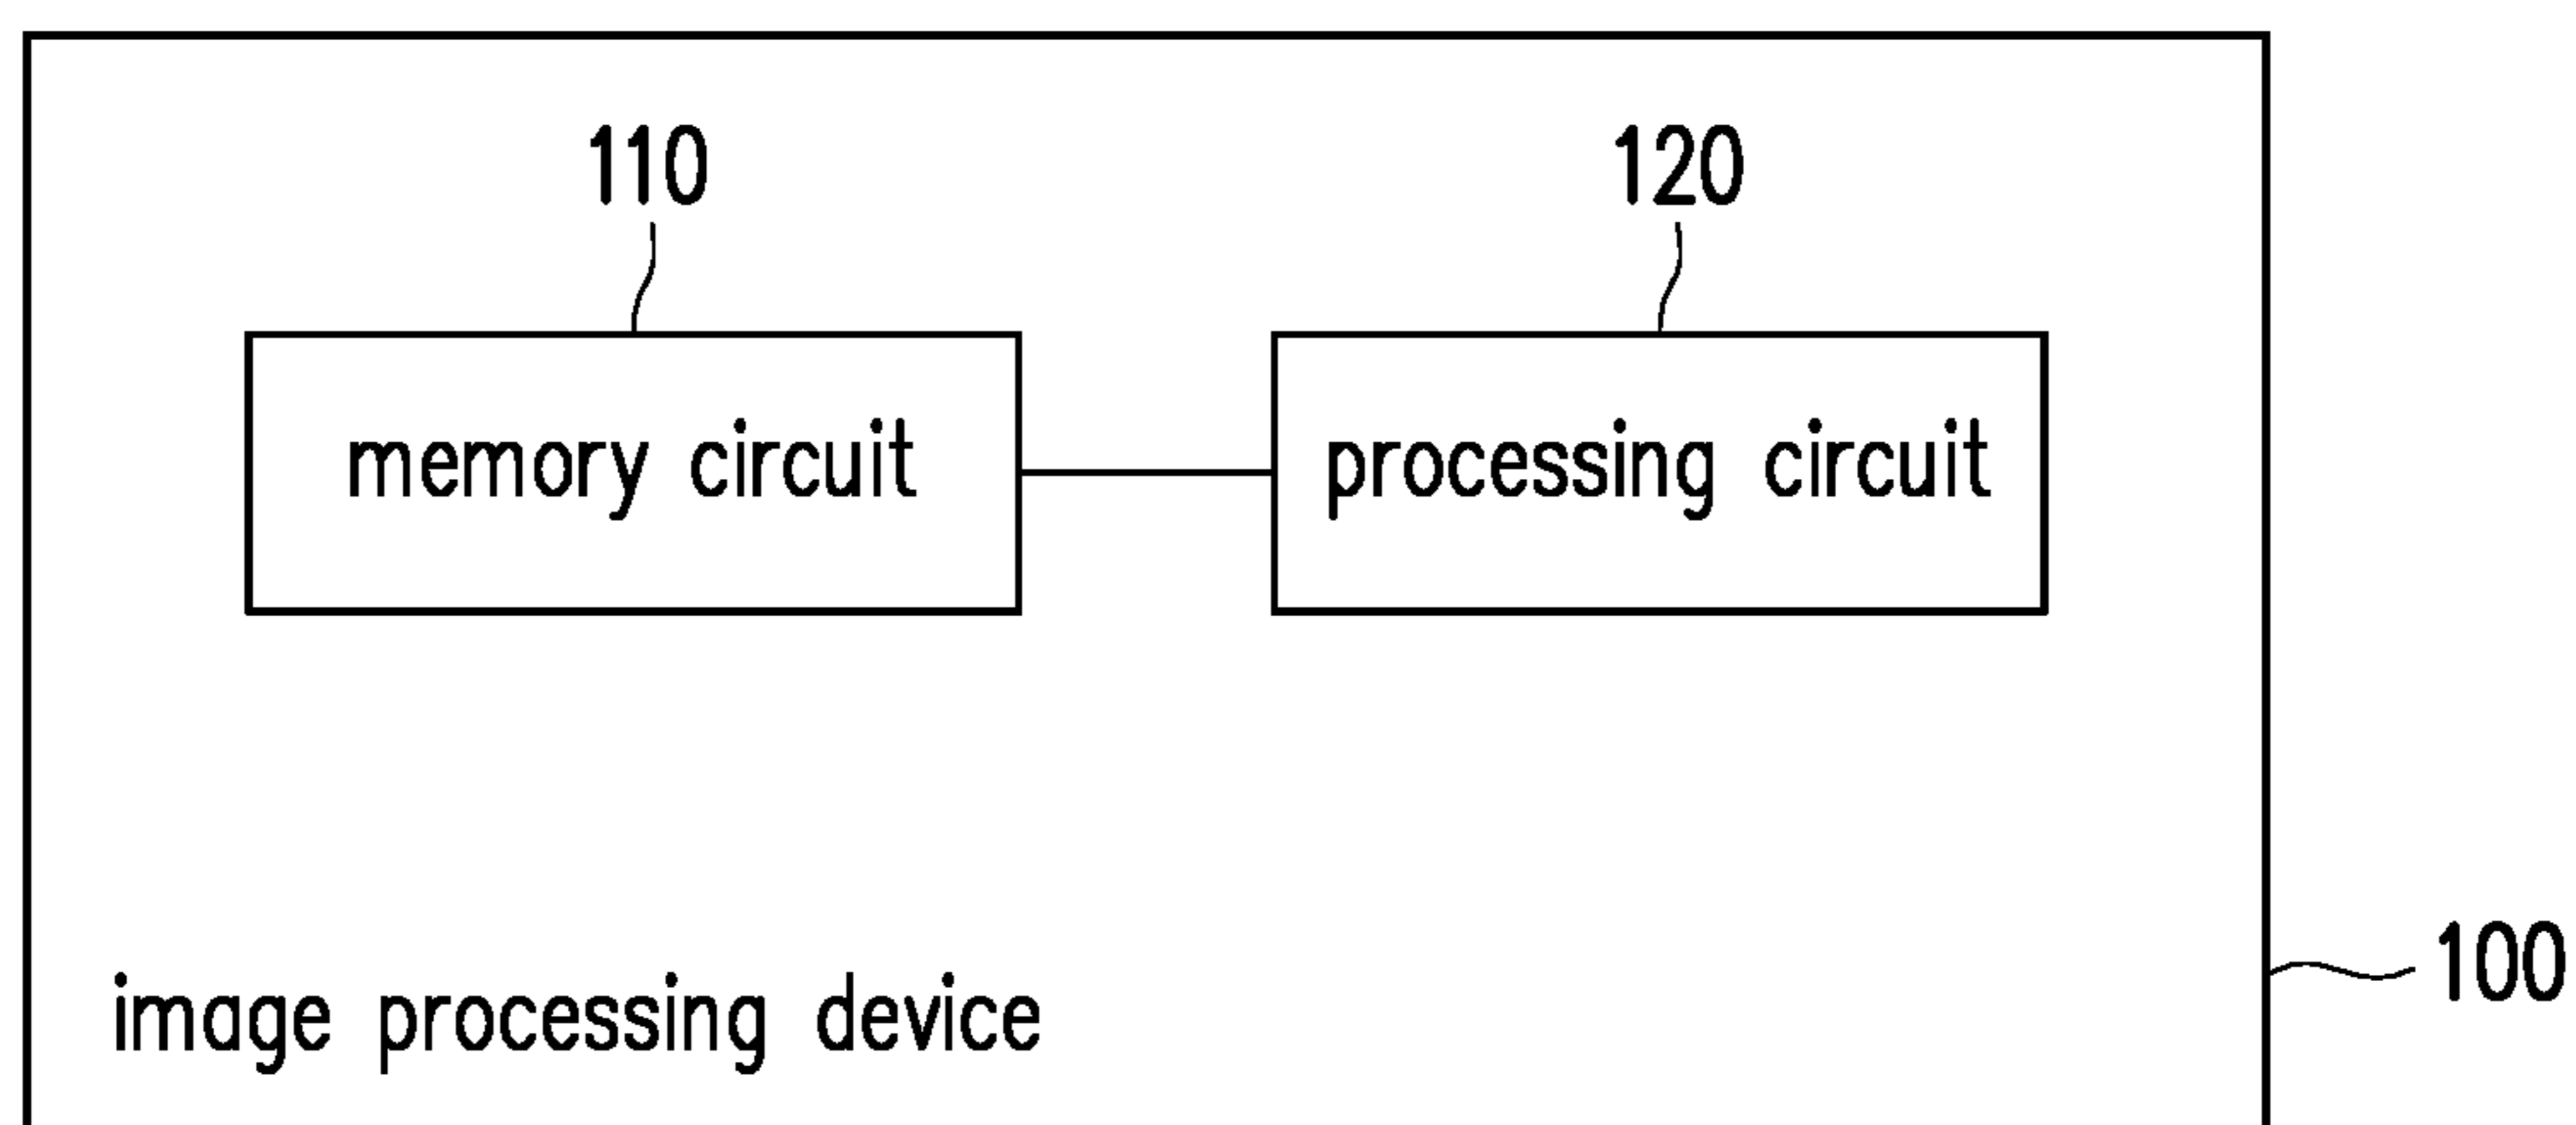 110
120
memory circuit
processing circuit
100
image processing device